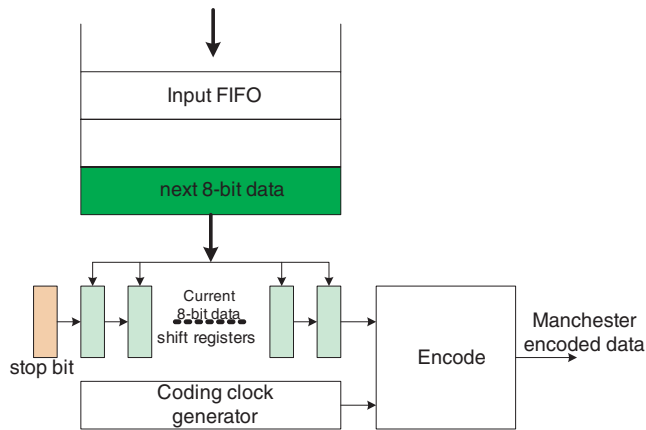 Input FIFO
next 8-bit data
Current
8-bit data
shift registers
stop bit
Coding clock
generator
Encode
Manchester
encoded data